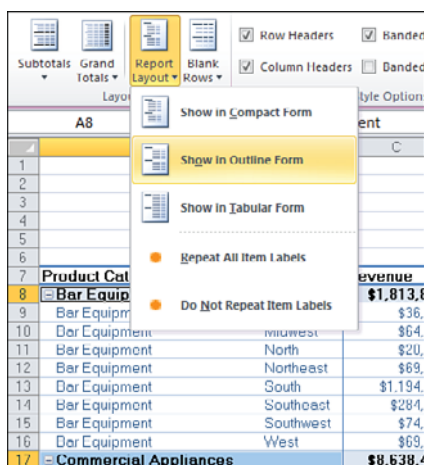 Subtotals Grand Totals Report Layout Blank Rows
Row Headers Banded
Column Headers Banded
Layou tyle Option
Show in Compact Form
A8 ent
Show in Outline Form
C
1
2
3
Show in Tabular Form
4
5
6
Repeat All Item Labels
7 Product Cat evenue
8 Bar Equip $1,813,8
Do Not Repeat Item Labels
9 Bar Equipm $36,
10 Bar Equipment Midwest $64.
11 Bar Equipment North $20,
12 Bar Equipment Northeast $69,
13 Bar Equipment South $1,194,
14 Bar Equipment Southeast $284,
15 Bar Equipment Southwest $74,
16 Bar Equipment West $69,
17 Commercial Appliances $8,638,4